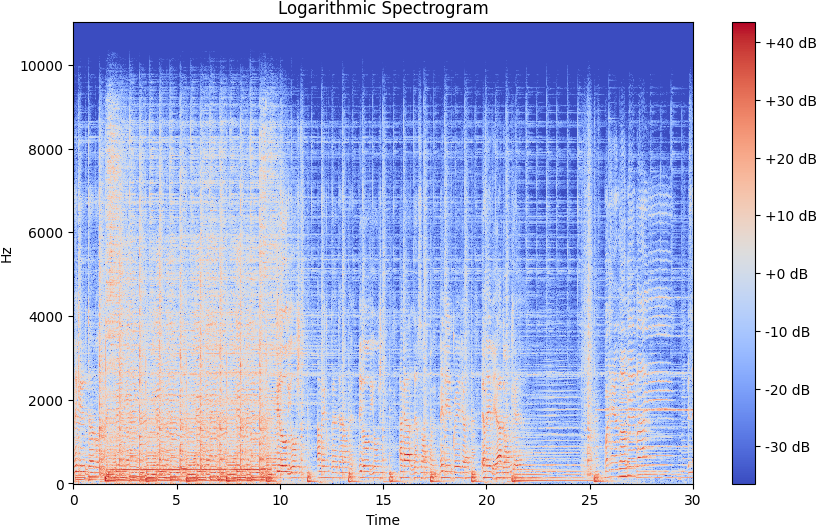 Logarithmic Spectrogram
Hz
10000
8000
6000
4000
2000
0
0 5 10 15 20 25 30
Time
+40 dB
+30 dB
+20 dB
+10 dB
+0 dB
-10 dB
-20 dB
-30 dB